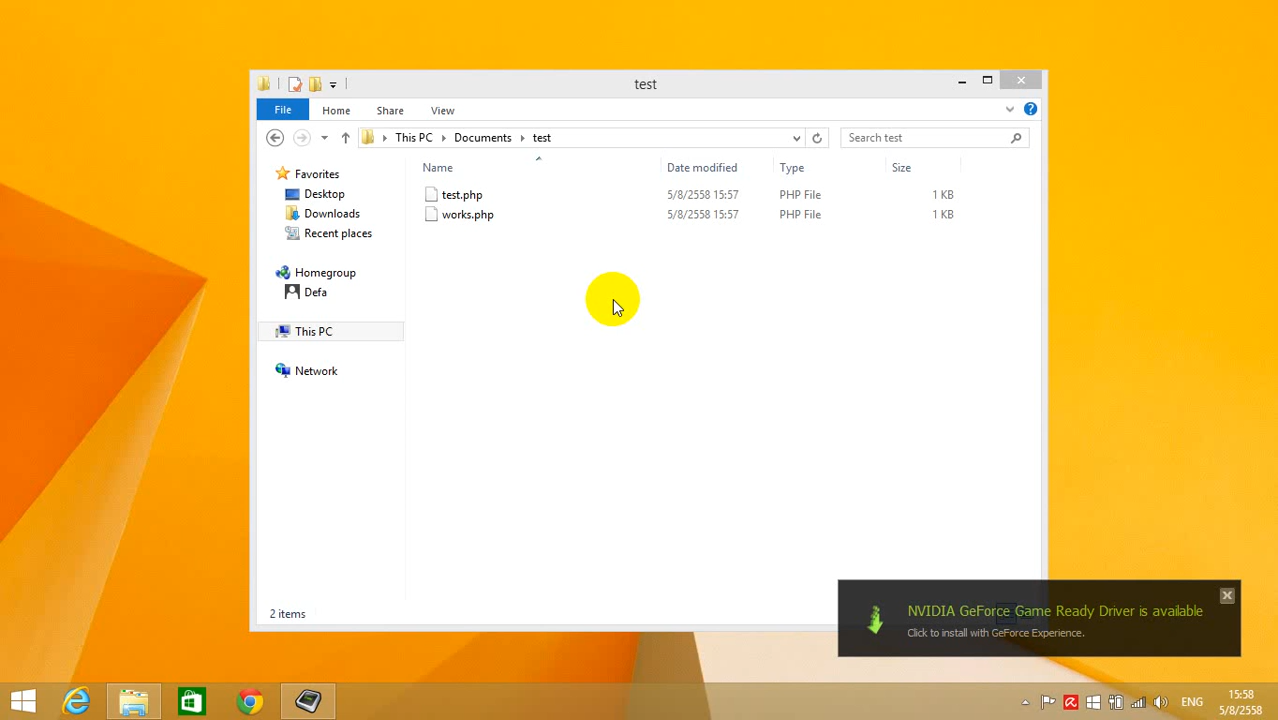 test
File Home Share View
This PC Documents test
Search test
Name Date modified Type Size
Favorites
test.php 5/8/2558 15:57 PHP File 1 KB
Desktop
works.php 5/8/2558 15:57 PHP File 1 KB
Downloads
Recent places
Homegroup
Defa
This PC
Network
2 items
NVIDIA GeForce Game Ready Driver is available
Click to install with GeForce Experience.
ENG
15:58
5/8/2558